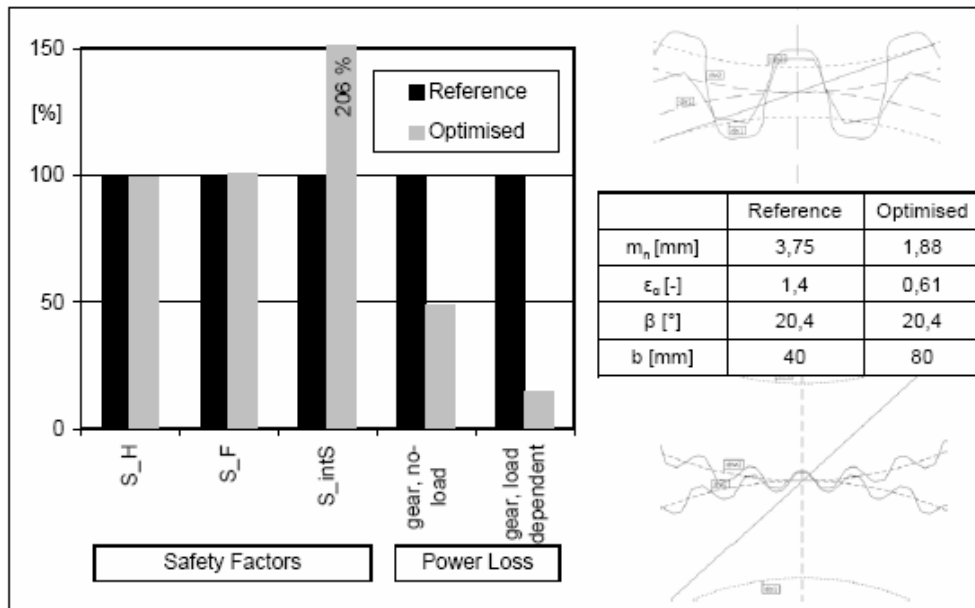 150
[%]
100
50
0
206 %
Reference
Optimised
S_H
S_F
S_intS
gear, no-
load
gear, load
dependent
Safety Factors
Power Loss
Reference Optimised
mₙ [mm] 3,75 1,88
εα [-] 1,4 0,61
β [°] 20,4 20,4
b [mm] 40 80